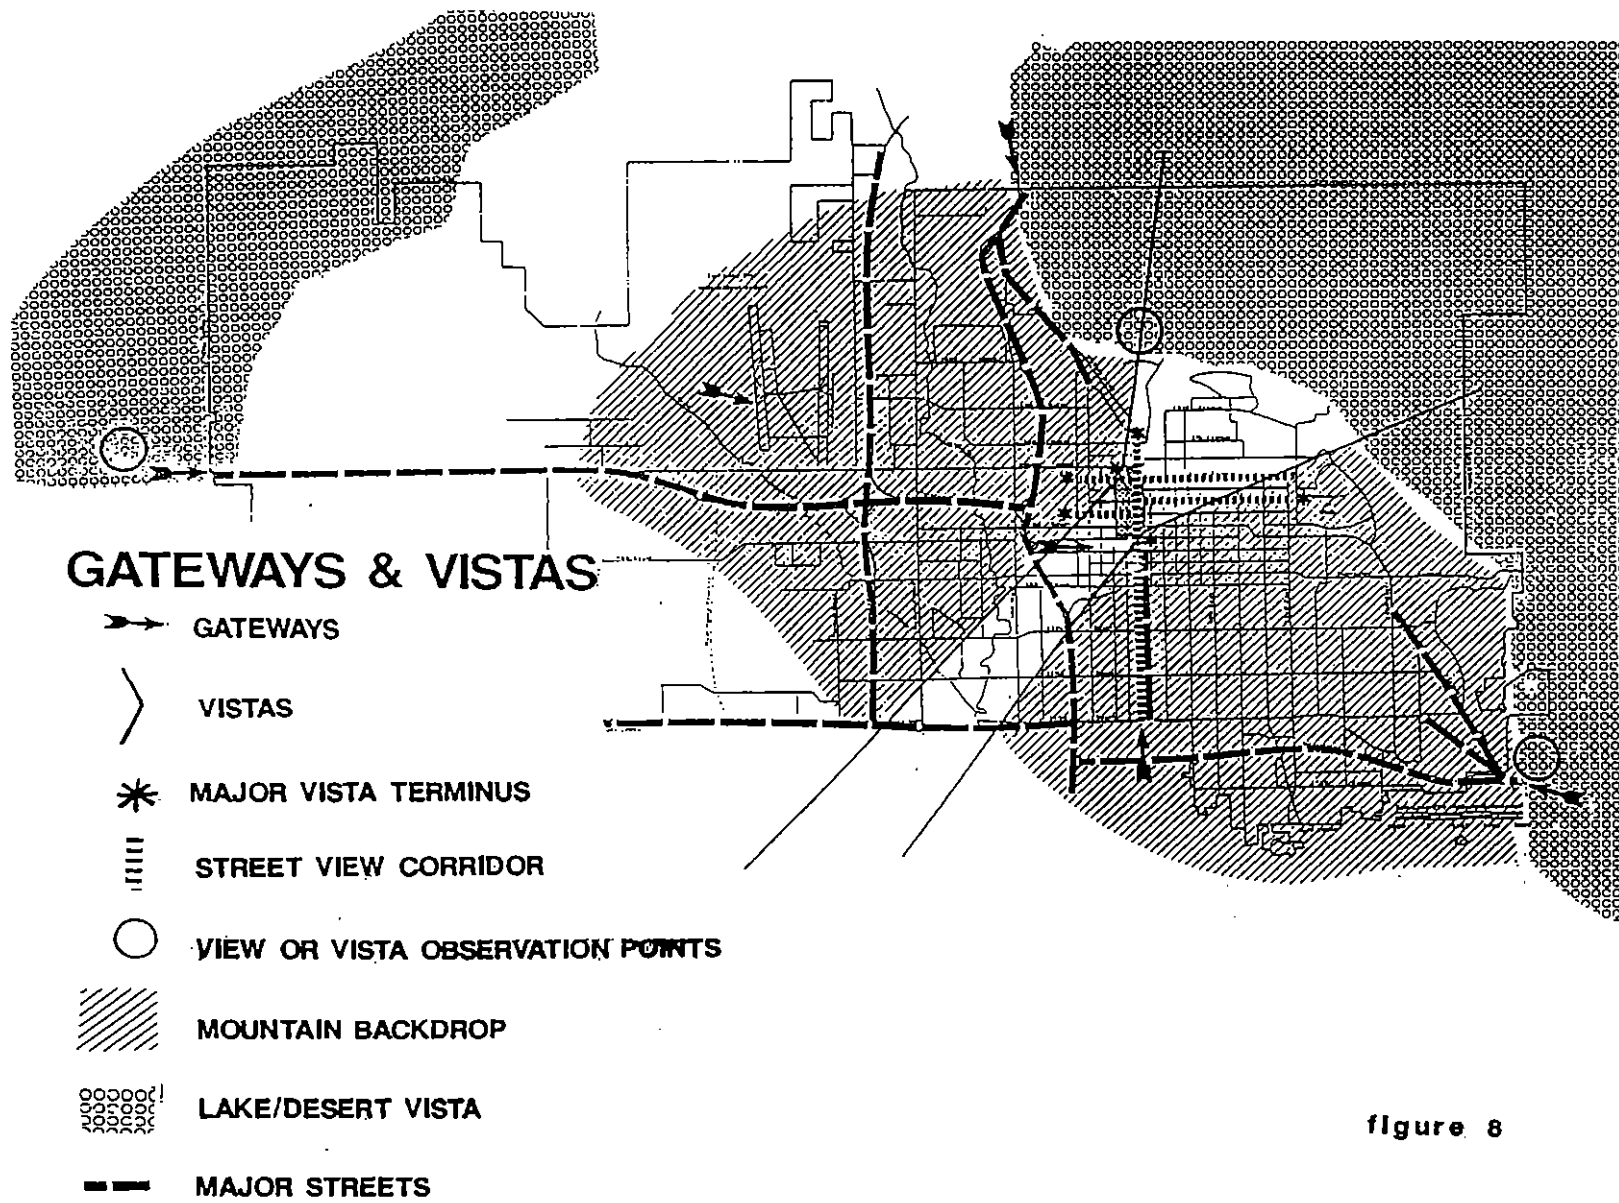 GATEWAYS & VISTAS
GATEWAYS
VISTAS
MAJOR VISTA TERMINUS
STREET VIEW CORRIDOR
VIEW OR VISTA OBSERVATION POINTS
MOUNTAIN BACKDROP
LAKE/DESERT VISTA
MAJOR STREETS
figure 8